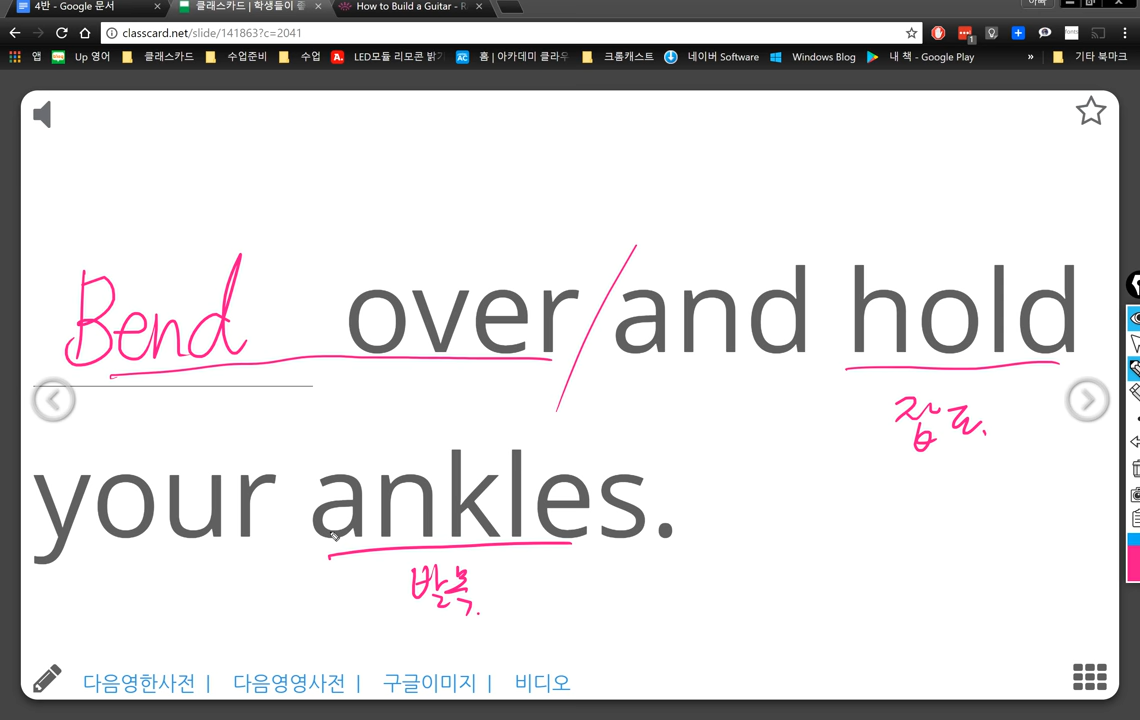 4반 - Google 문서
클래스카드 | 학생들이 좋
How to Build a Guitar - R
아빠
classcard.net/slide/141863?c=2041
앱 Up 영어 클래스카드 수업준비 수업 LED모듈 리모콘 밝기 홈 | 아카데미 클라우 크롬캐스트 네이버 Software Windows Blog 내 책 - Google Play » 기타 북마크
Bend over / and hold
잡고.
your ankles.
발목.
다음영한사전 | 다음영영사전 | 구글이미지 | 비디오